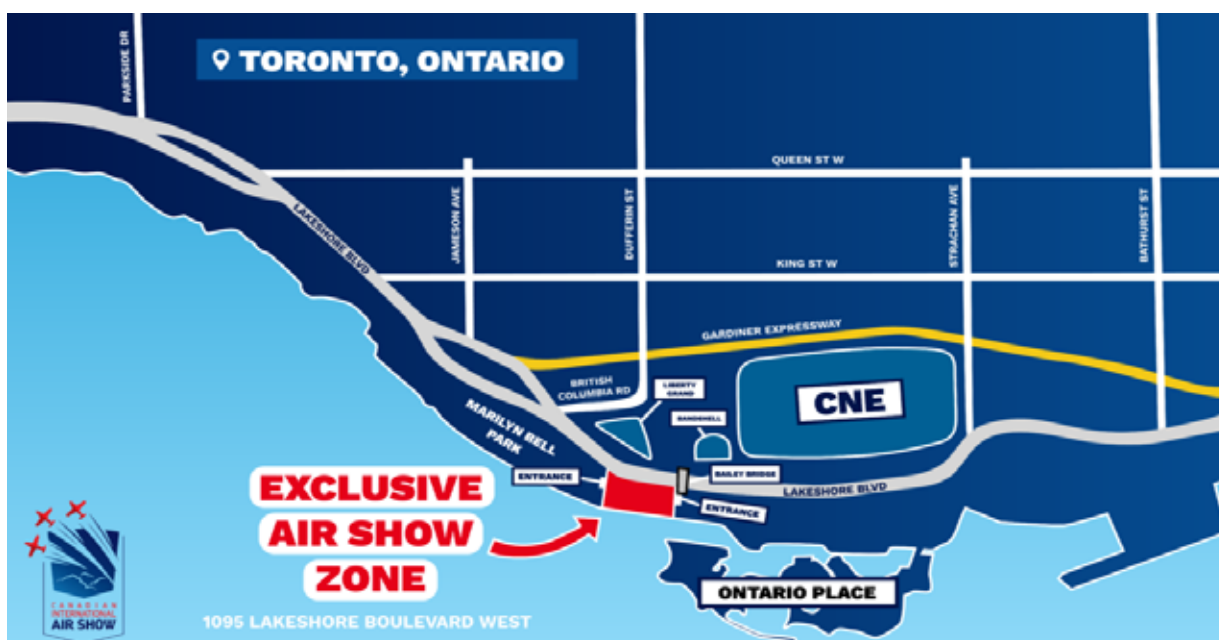 PARKSIDE DR
TORONTO, ONTARIO
QUEEN ST W
JAMESON AVE
DUFFERIN ST
STRACHAN AVE
BATHURST ST
LAKESHORE BLVD
KING ST W
GARDINER EXPRESSWAY
BRITISH
COLUMBIA RD
LIBERTY
GRAND
CNE
BANDSHELL
MARILYN BELL
PARK
ENTRANCE
BAILEY BRIDGE
LAKESHORE BLVD
ENTRANCE
EXCLUSIVE
AIR SHOW
ZONE
ONTARIO PLACE
1095 LAKESHORE BOULEVARD WEST
CANADIAN
INTERNATIONAL
AIR SHOW